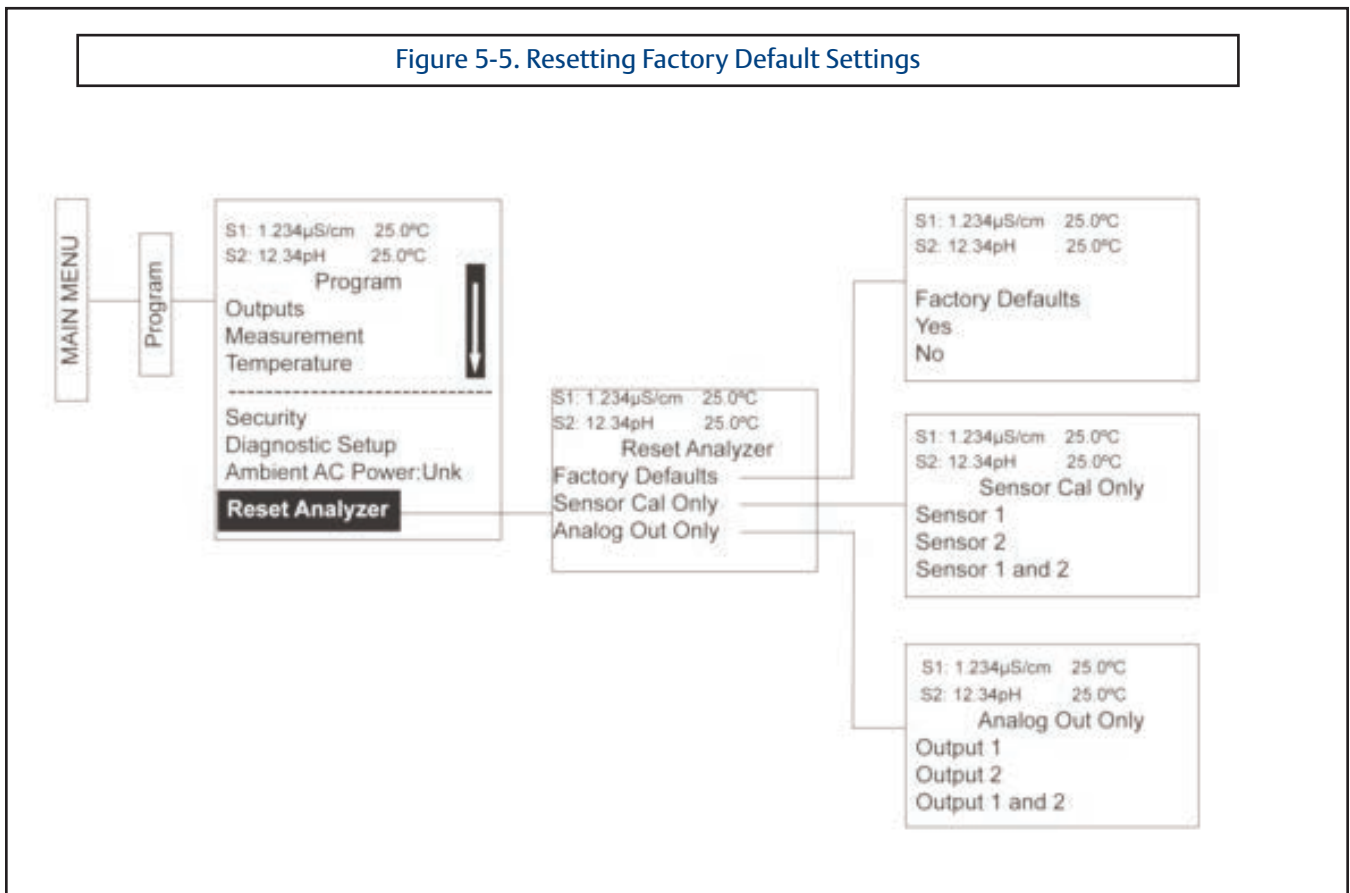 Figure 5-5. Resetting Factory Default Settings
MAIN MENU
Program
S1: 1.234µS/cm 25.0ºC
S2: 12.34pH 25.0ºC
Program
Outputs
Measurement
Temperature
Security
Diagnostic Setup
Ambient AC Power:Unk
Reset Analyzer
S1: 1.234µS/cm 25.0ºC
S2: 12.34pH 25.0ºC
Reset Analyzer
Factory Defaults
Sensor Cal Only
Analog Out Only
S1: 1.234µS/cm 25.0ºC
S2: 12.34pH 25.0ºC
Factory Defaults
Yes
No
S1: 1.234µS/cm 25.0ºC
S2: 12.34pH 25.0ºC
Sensor Cal Only
Sensor 1
Sensor 2
Sensor 1 and 2
S1: 1.234µS/cm 25.0ºC
S2: 12.34pH 25.0ºC
Analog Out Only
Output 1
Output 2
Output 1 and 2